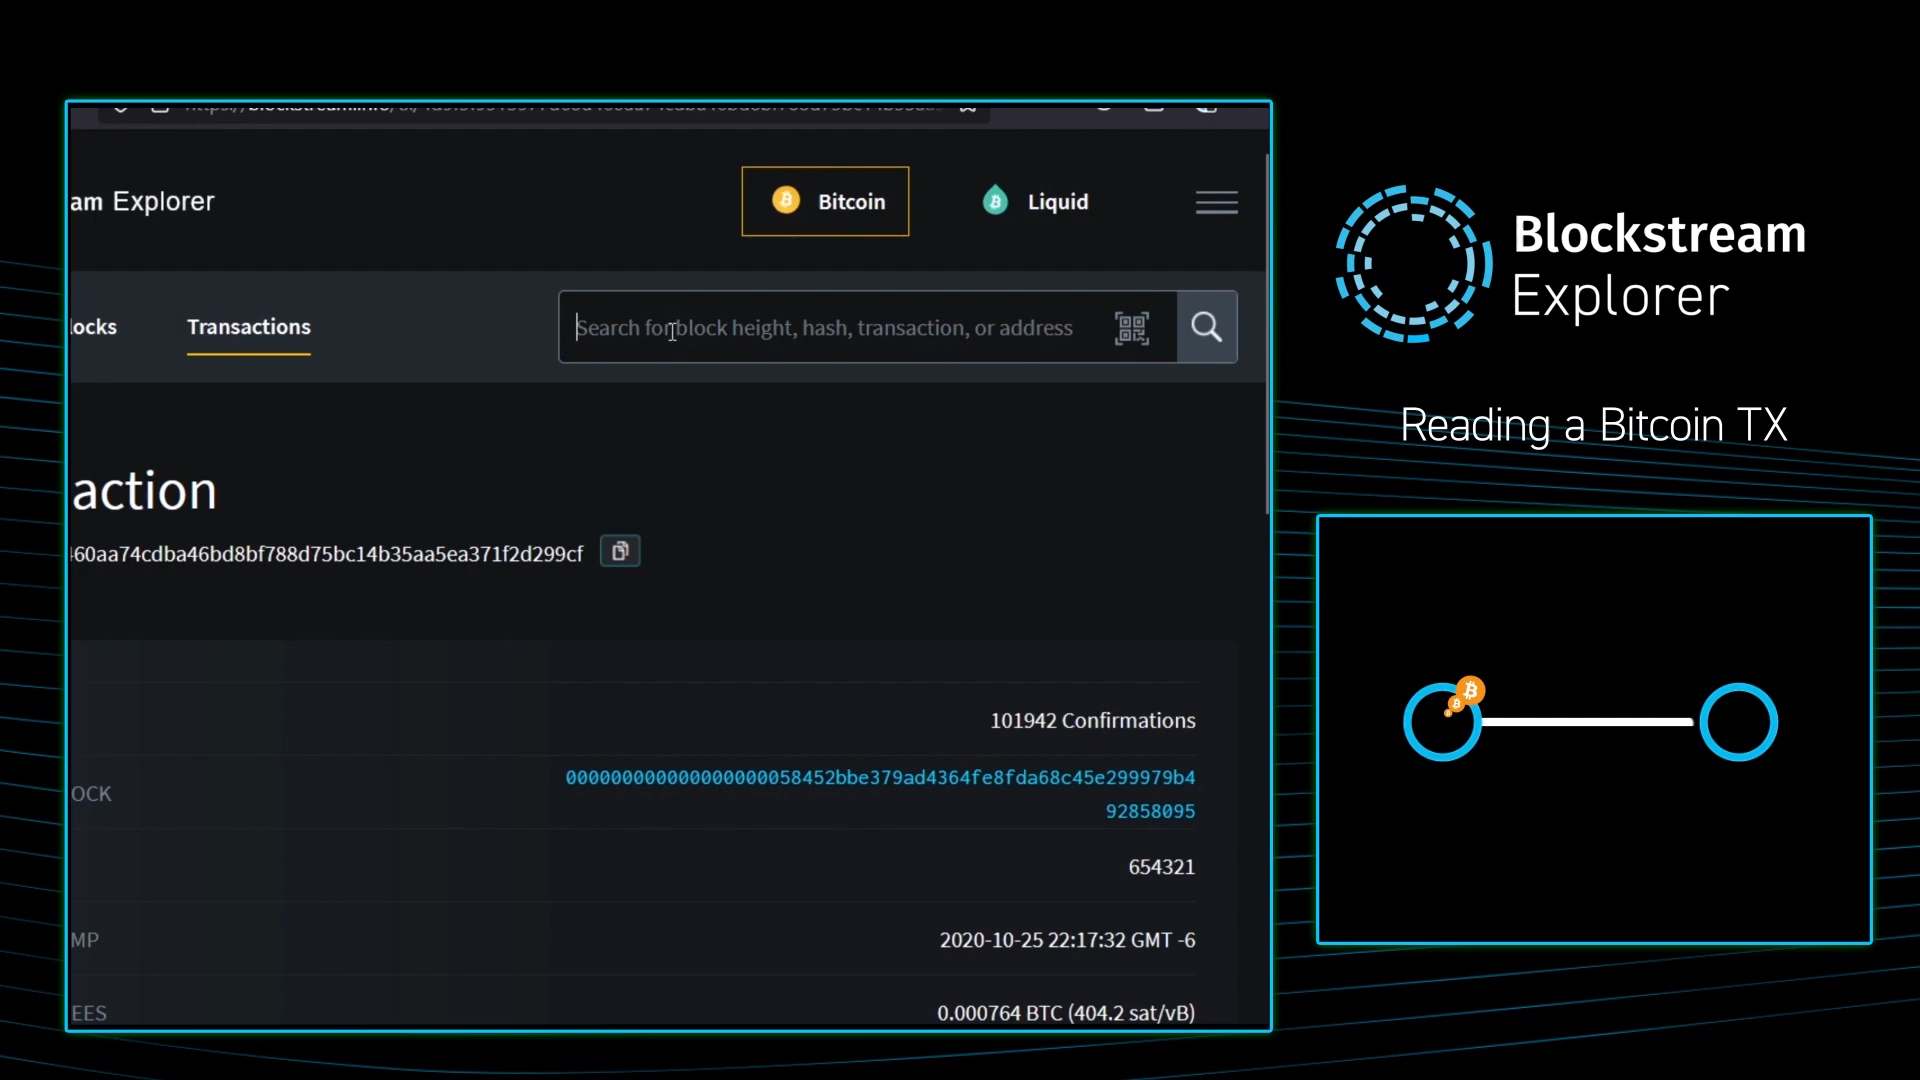 am Explorer
Bitcoin
Liquid
locks
Transactions
Search for block height, hash, transaction, or address
action
460aa74cdba46bd8bf788d75bc14b35aa5ea371f2d299cf
101942 Confirmations
OCK
000000000000000000058452bbe379ad4364fe8fda68c45e299979b4
92858095
654321
MP
2020-10-25 22:17:32 GMT -6
EES
0.000764 BTC (404.2 sat/vB)
Blockstream
Explorer
Reading a Bitcoin TX